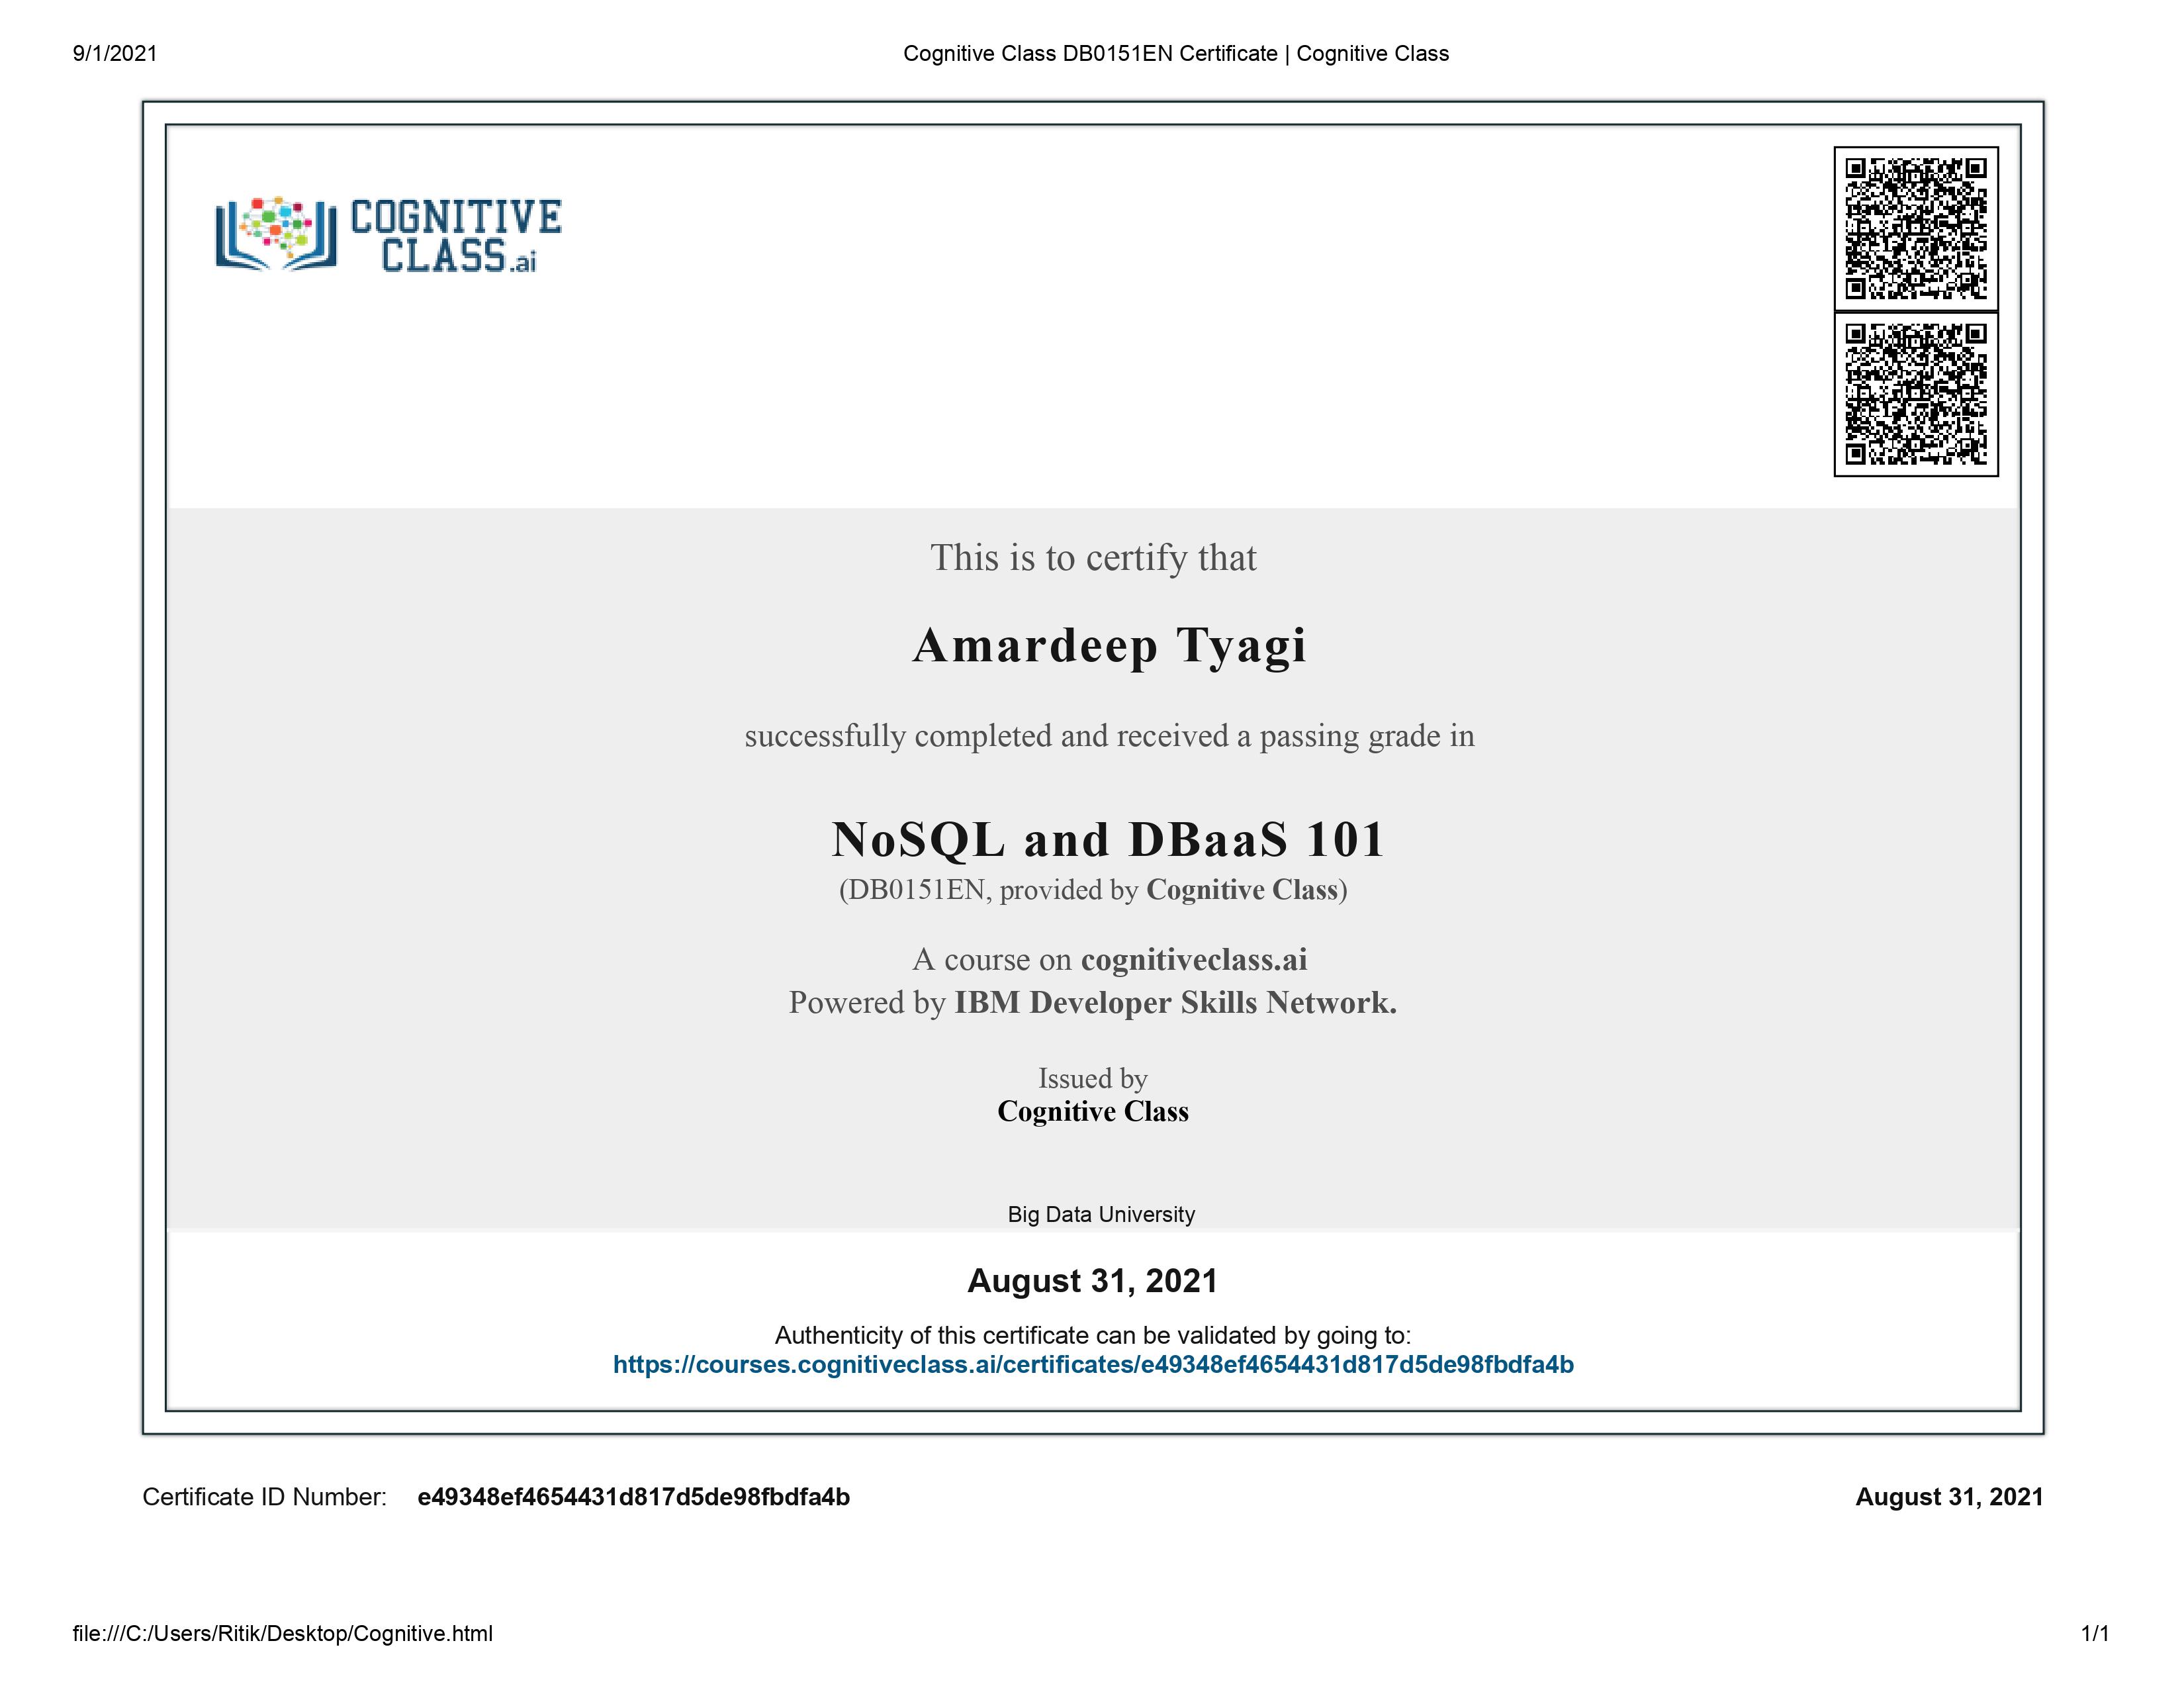 9/1/2021
Cognitive Class DB0151EN Certificate | Cognitive Class
COGNITIVE
CLASS.ai
This is to certify that
Amardeep Tyagi
successfully completed and received a passing grade in
NoSQL and DBaaS 101
(DB0151EN, provided by Cognitive Class)
A course on cognitiveclass.ai
Powered by IBM Developer Skills Network.
Issued by
Cognitive Class
Big Data University
August 31, 2021
Authenticity of this certificate can be validated by going to:
https://courses.cognitiveclass.ai/certificates/e49348ef4654431d817d5de98fbdfa4b
Certificate ID Number: e49348ef4654431d817d5de98fbdfa4b
August 31, 2021
file:///C:/Users/Ritik/Desktop/Cognitive.html
1/1